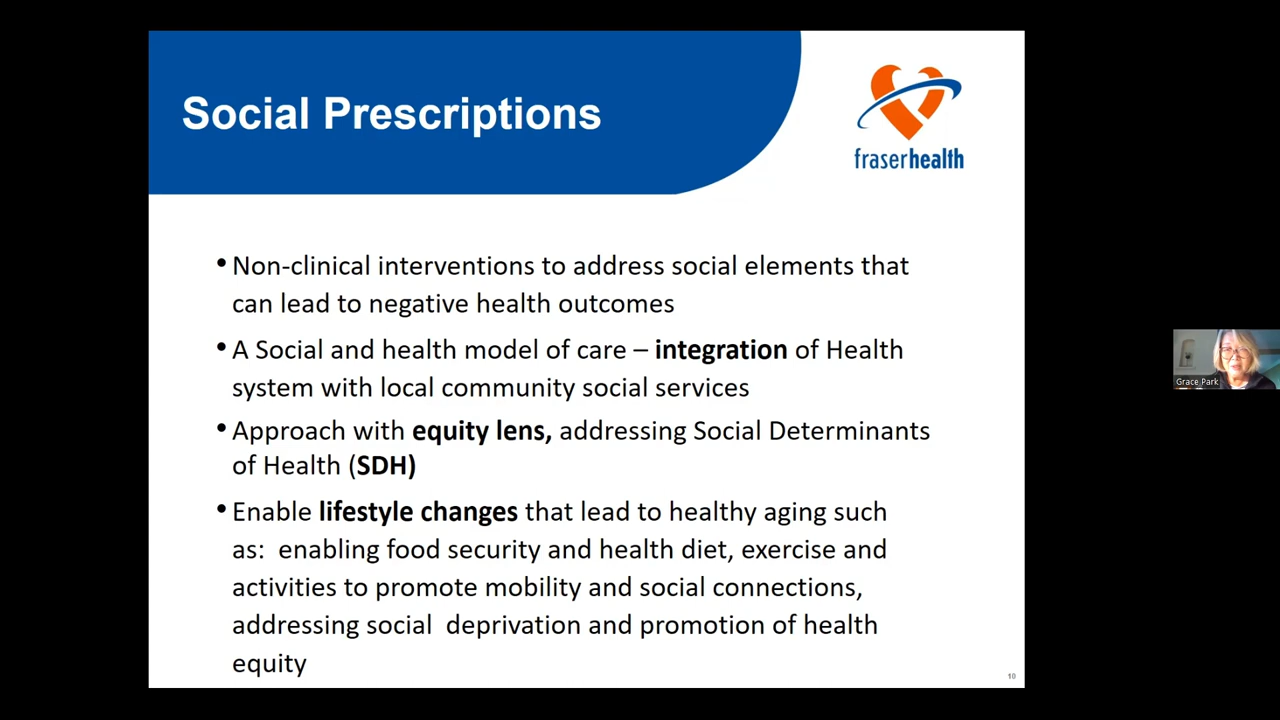 Social Prescriptions
fraserhealth
• Non-clinical interventions to address social elements that
can lead to negative health outcomes
• A Social and health model of care – integration of Health
system with local community social services
• Approach with equity lens, addressing Social Determinants
of Health (SDH)
• Enable lifestyle changes that lead to healthy aging such
as:  enabling food security and health diet, exercise and
activities to promote mobility and social connections,
addressing social  deprivation and promotion of health
equity
10
Grace Park